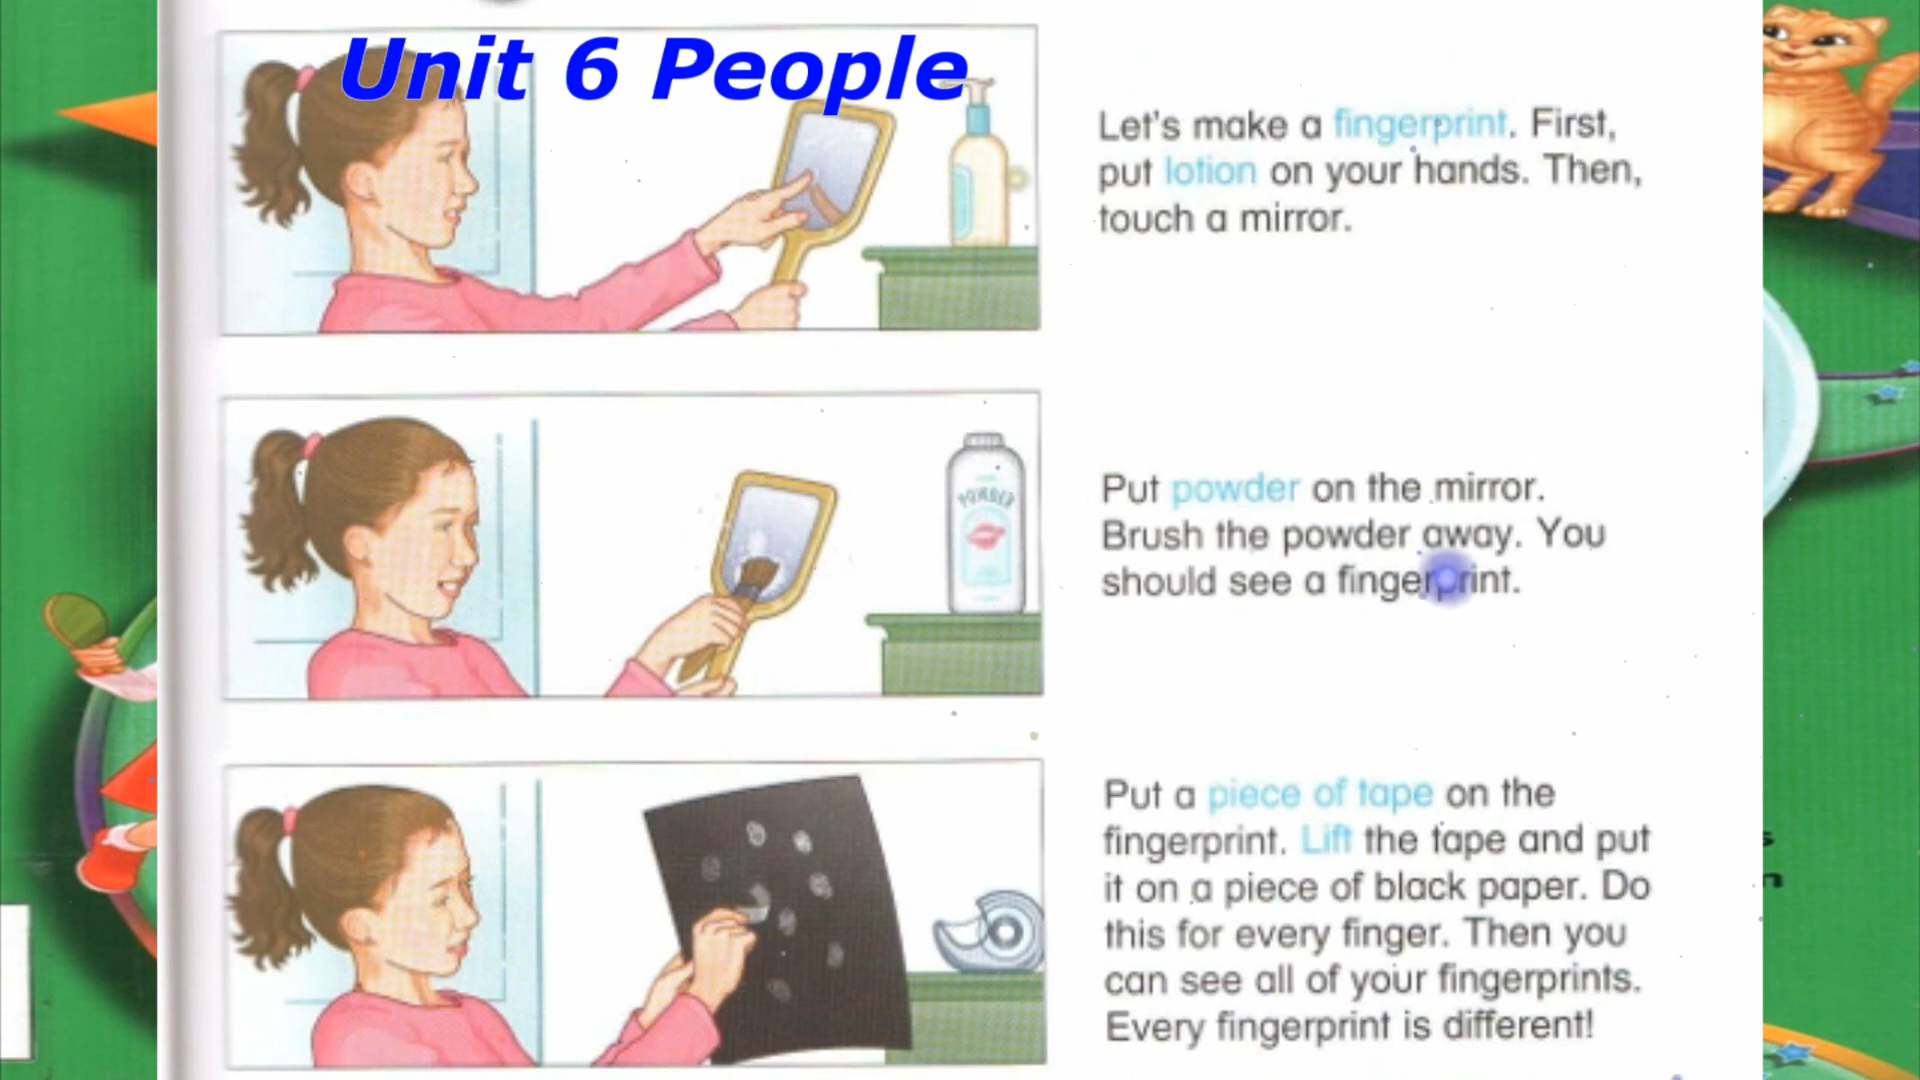 Unit 6 People
Let's make a fingerprint. First,
put lotion on your hands. Then,
touch a mirror.
POWDER
Put powder on the mirror.
Brush the powder away. You
should see a fingerprint.
Put a piece of tape on the
fingerprint. Lift the tape and put
it on a piece of black paper. Do
this for every finger. Then you
can see all of your fingerprints.
Every fingerprint is different!